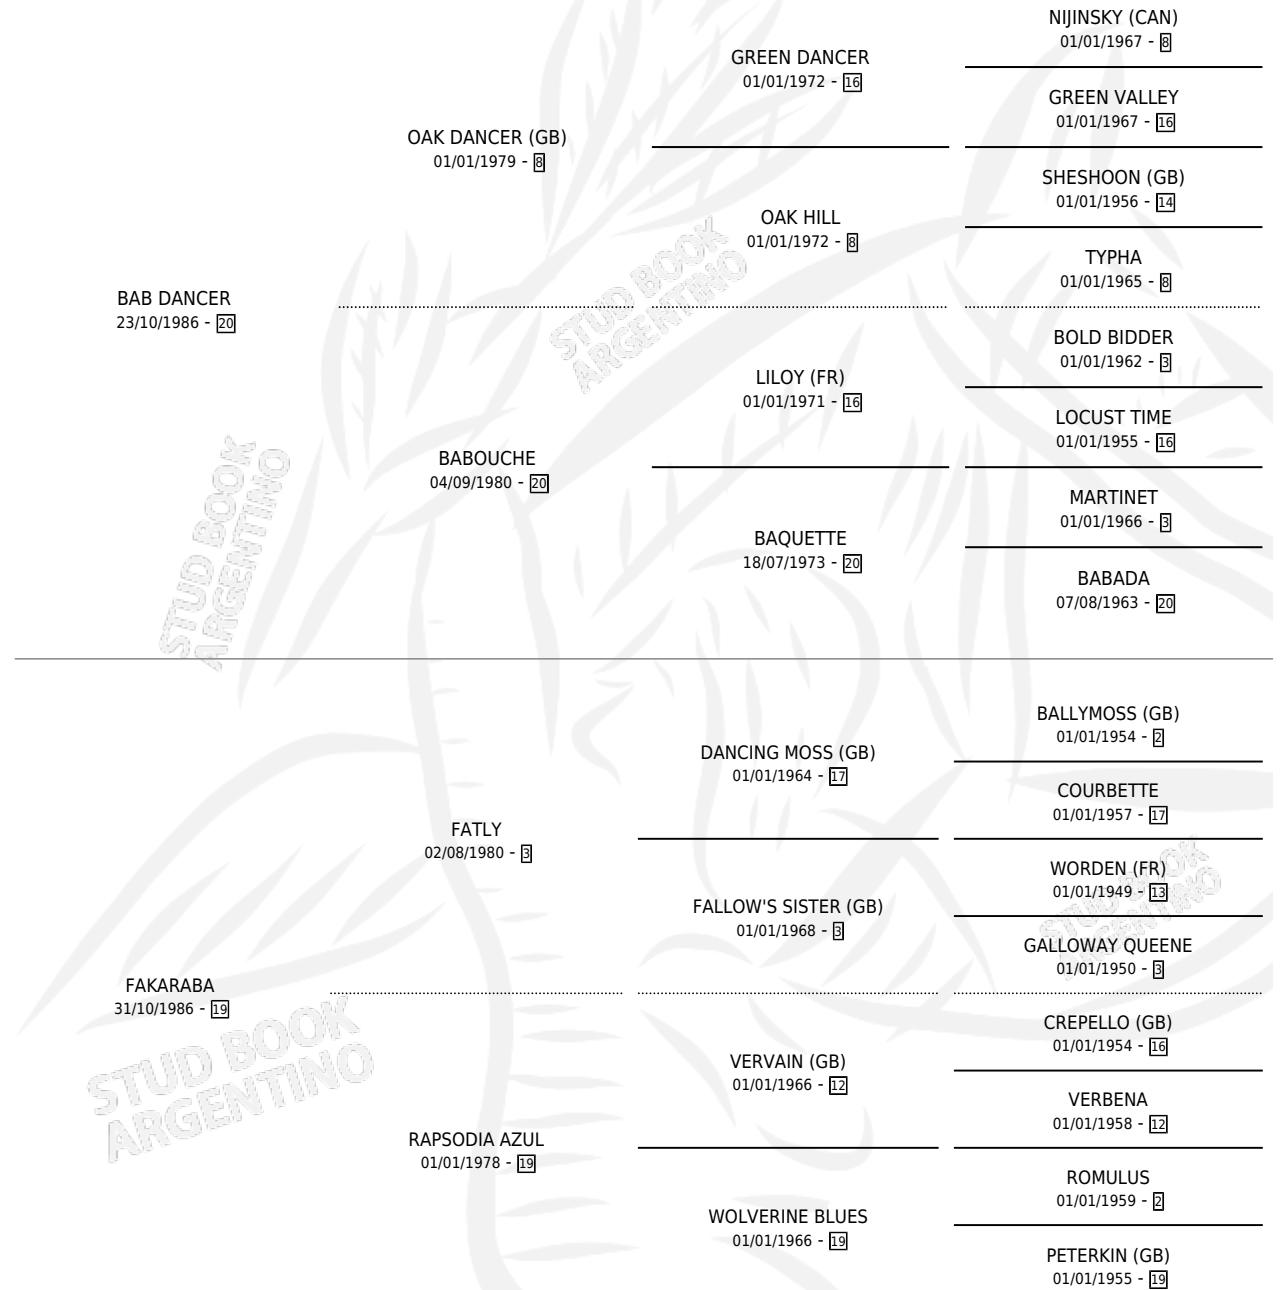 NIJINSKY (CAN)
01/01/1967 - 8
GREEN DANCER
01/01/1972 - 16
GREEN VALLEY
01/01/1967 - 16
OAK DANCER (GB)
01/01/1979 - 8
SHESHOON (GB)
01/01/1956 - 14
OAK HILL
01/01/1972 - 8
TYPHA
01/01/1965 - 8
BAB DANCER
23/10/1986 - 20
STUD BOOK
ARGENTINO
BOLD BIDDER
01/01/1962 - 3
LILOY (FR)
01/01/1971 - 16
LOCUST TIME
01/01/1955 - 16
BABOUCHE
04/09/1980 - 20
MARTINET
01/01/1966 - 3
BAQUETTE
18/07/1973 - 20
BABADA
07/08/1963 - 20
STUD BOOK
ARGENTINO
BALLYMOSS (GB)
01/01/1954 - 2
DANCING MOSS (GB)
01/01/1964 - 17
COURBETTE
01/01/1957 - 17
FATLY
02/08/1980 - 3
WORDEN (FR)
01/01/1949 - 13
FALLOW'S SISTER (GB)
01/01/1968 - 3
GALLOWAY QUEENE
01/01/1950 - 3
STUD BOOK
ARGENTINO
FAKARABA
31/10/1986 - 19
CREPELLO (GB)
01/01/1954 - 16
VERVAIN (GB)
01/01/1966 - 12
VERBENA
01/01/1958 - 12
STUD BOOK
ARGENTINO
RAPSODIA AZUL
01/01/1978 - 19
ROMULUS
01/01/1959 - 2
WOLVERINE BLUES
01/01/1966 - 19
PETERKIN (GB)
01/01/1955 - 19